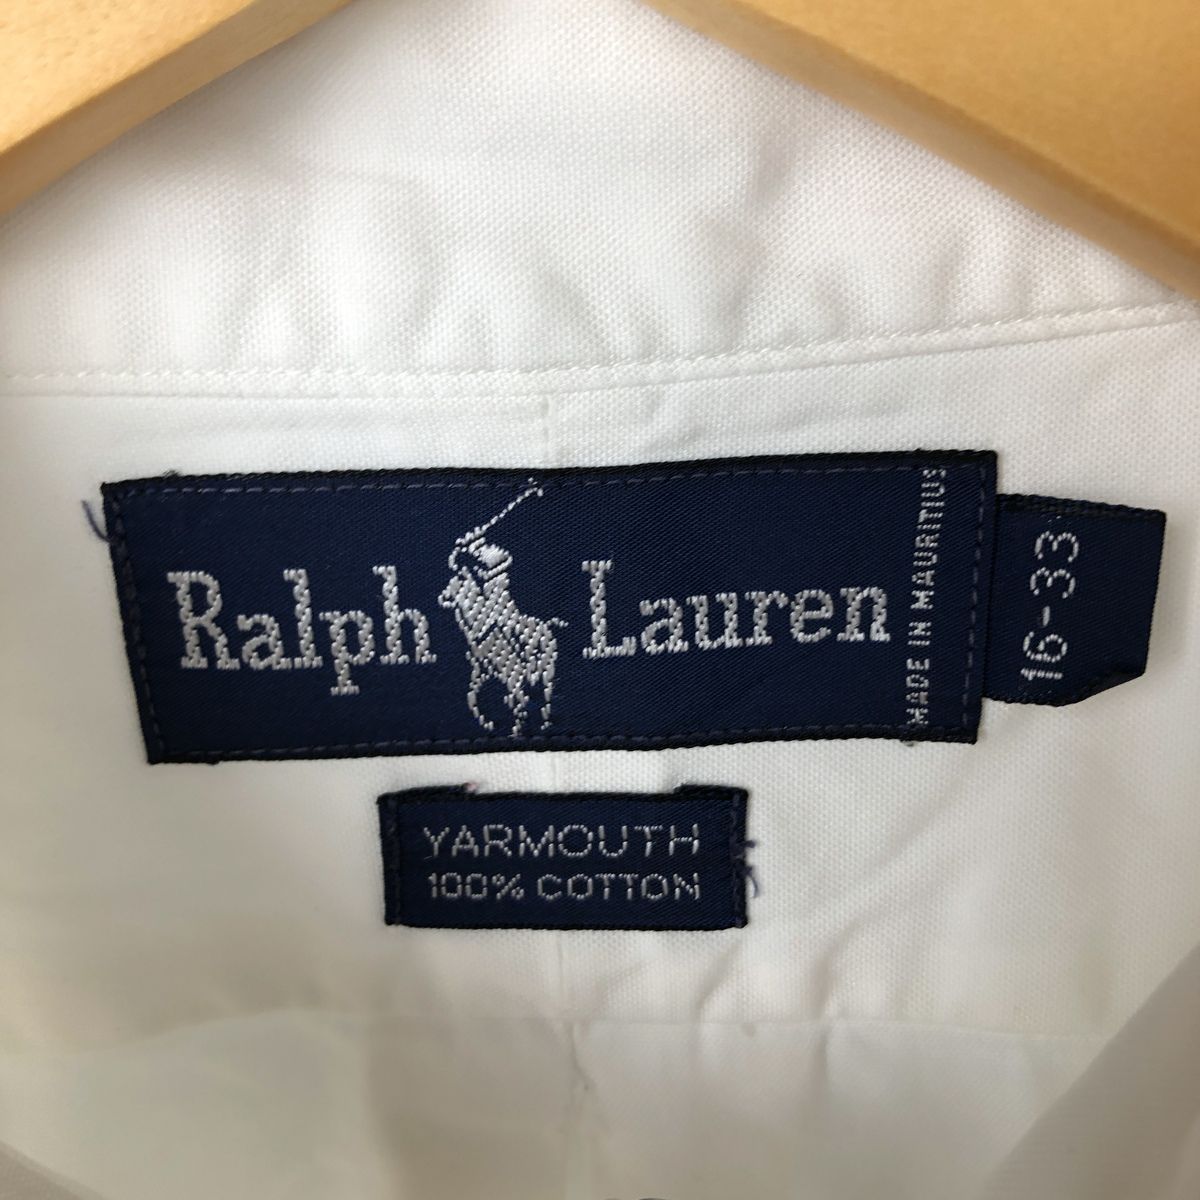 Ralph Lauren
MADE IN MAURITIUS
16-33
YARMOUTH
100% COTTON